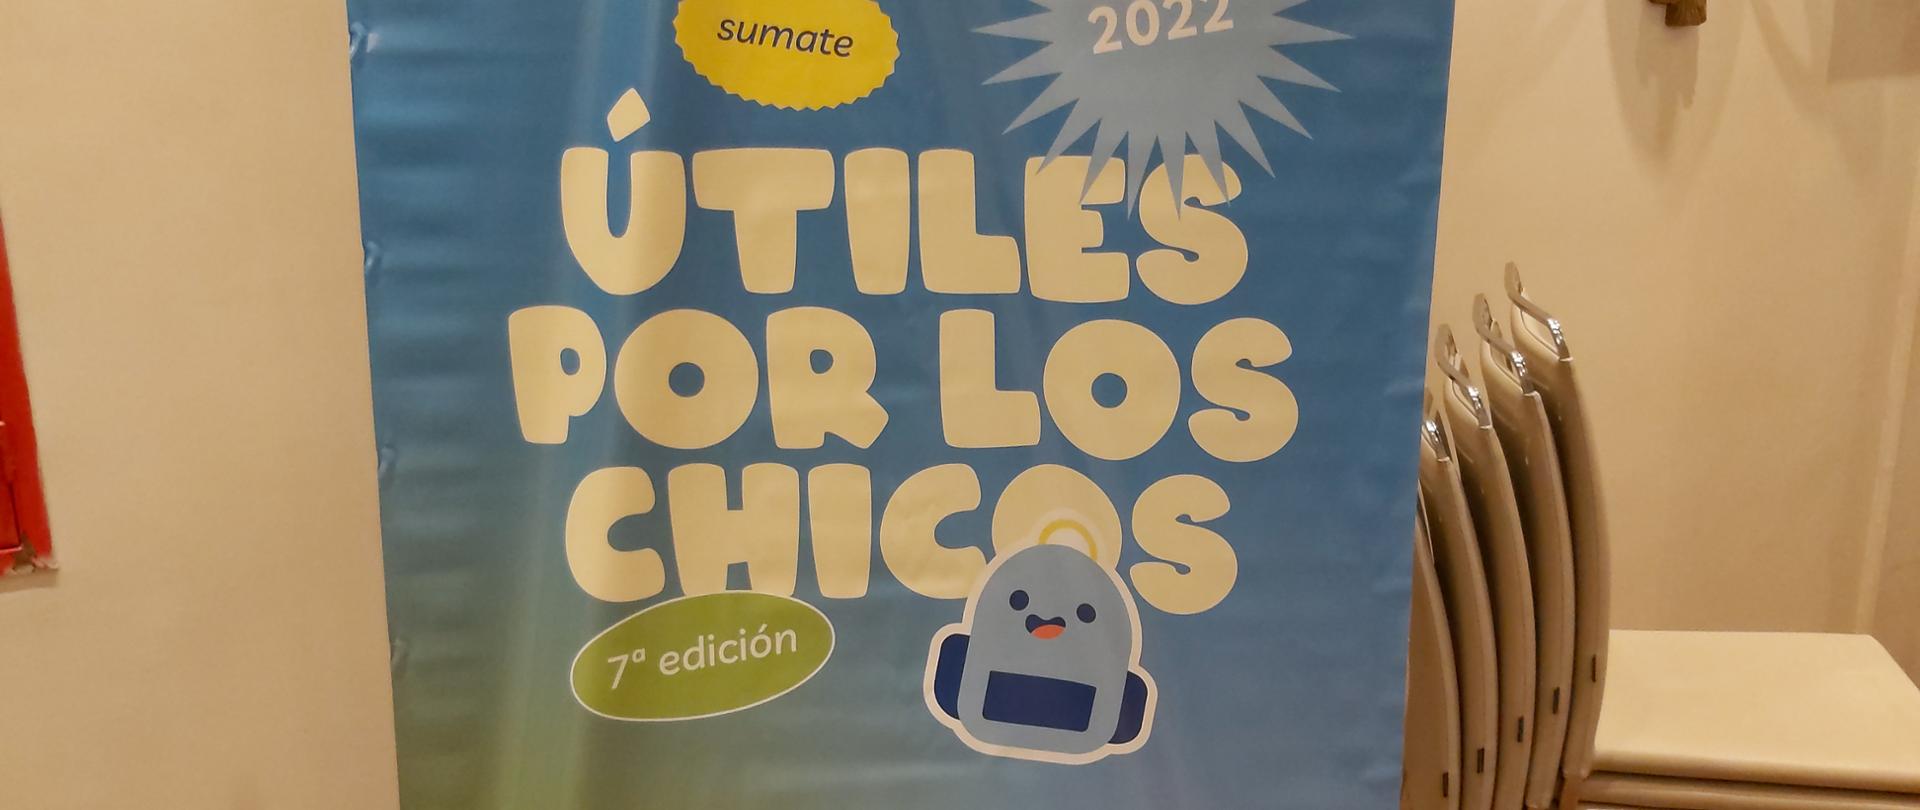 sumate
2022
ÚTILES
POR LOS
CHICOS
7ª edición